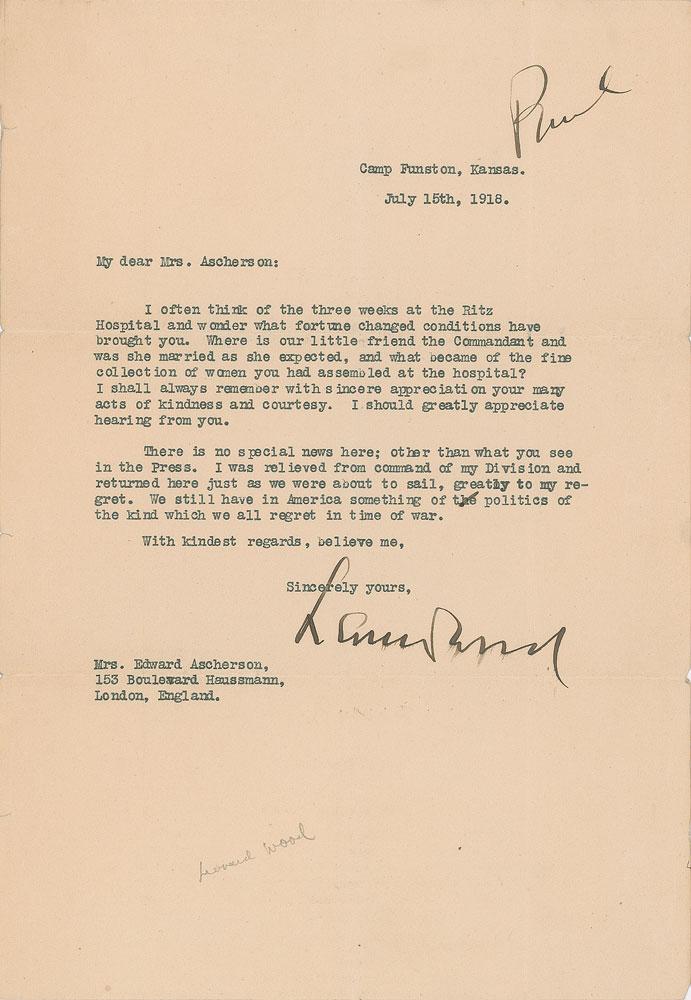 Camp Funston, Kansas.
July 15th, 1918.
My dear Mrs. Ascherson:
I often think of the three weeks at the Ritz
Hospital and wonder what fortune changed conditions have
brought you. Where is our little friend the Commandant and
was she married as she expected, and what became of the fine
collection of women you had assembled at the hospital?
I shall always remember with sincere appreciation your many
acts of kindness and courtesy. I should greatly appreciate
hearing from you.
There is no special news here; other than what you see
in the Press. I was relieved from command of my Division and
returned here just as we were about to sail, greatly to my re-
gret. We still have in America something of the politics of
the kind which we all regret in time of war.
With kindest regards, believe me,
Sincerely yours,
Leonard Wood
Mrs. Edward Ascherson,
153 Boulevard Haussmann,
London, England.
Leonard Wood